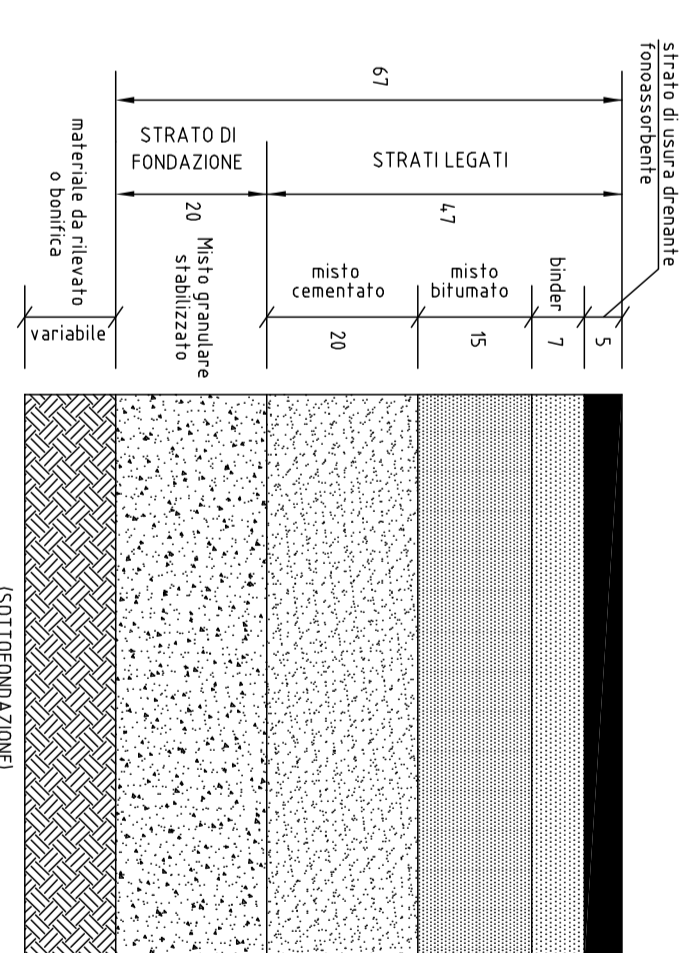 strato di usura drenante
fonoassorbente
67
STRATO DI
FONDAZIONE
STRATI LEGATI
20
47
materiale da rilevato
o bonifica
Misto granulare
stabilizzato
misto
cementato
misto
bitumato
binder
variabile
20
15
7
5
(SOTTOFONDAZIONE)